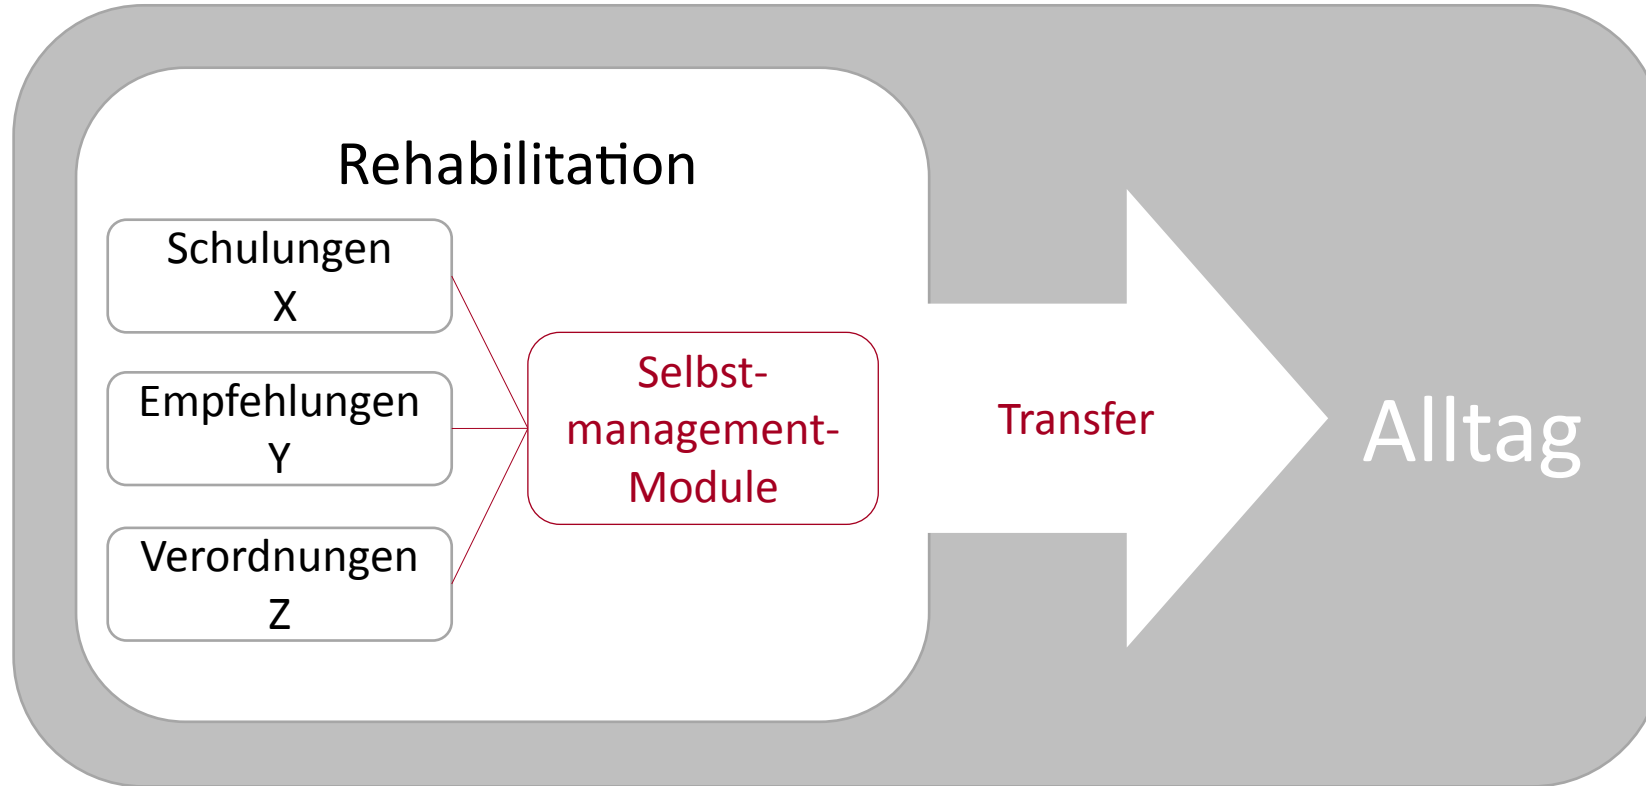 Rehabilitation
Schulungen
X
Empfehlungen
Y
Verordnungen
Z
Selbst-
management-
Module
Transfer
Alltag